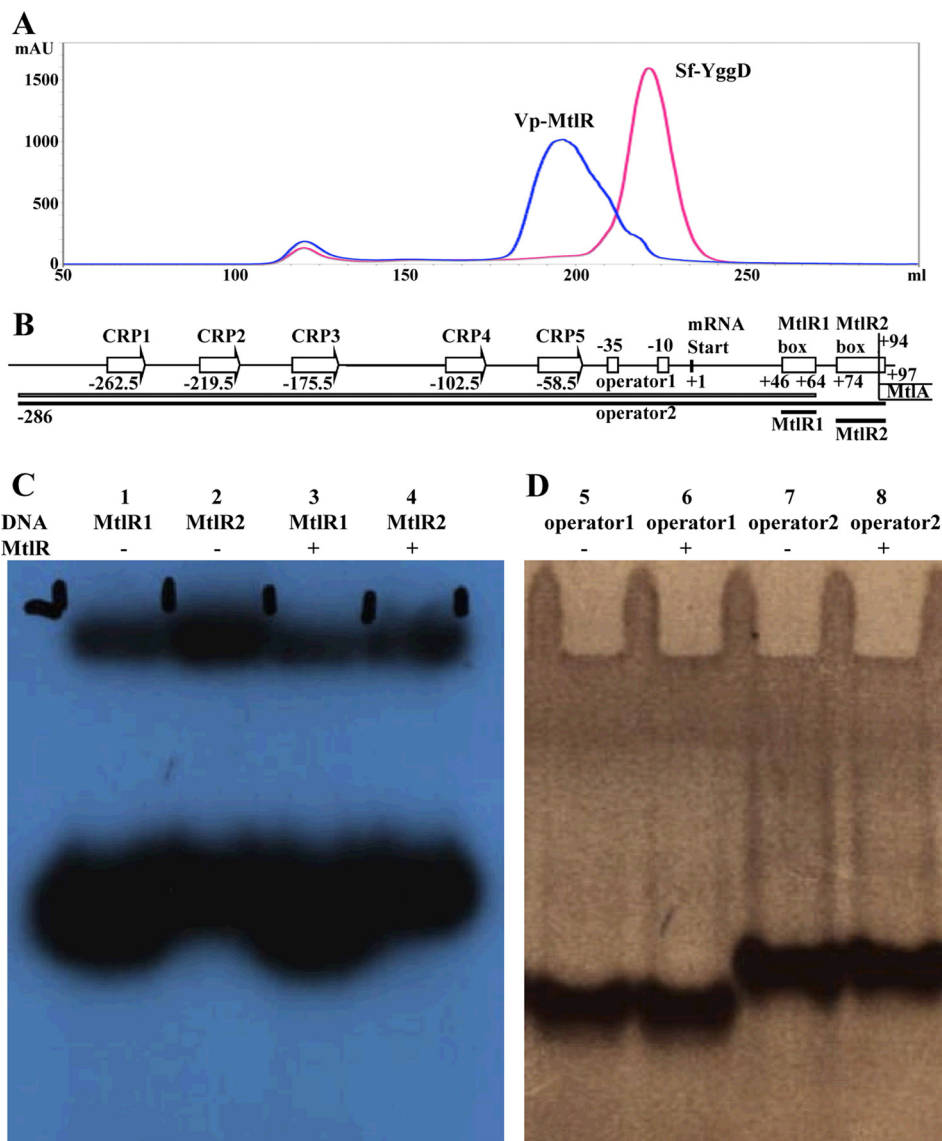 A
mAU
1500
1000
500
0
Sf-YggD
Vp-MtlR
50 100 150 200 250 ml
B
CRP1 CRP2 CRP3 CRP4 CRP5 -35 -10 mRNA Start MtlR1 box MtlR2 box +94
-262.5 -219.5 -175.5 -102.5 -58.5 operator1 +1 +46 +64 +74 +97
MtlA
-286 operator2 MtlR1 MtlR2
C
1 2 3 4
DNA MtlR1 MtlR2 MtlR1 MtlR2
MtlR - - + +
D
5 6 7 8
operator1 operator1 operator2 operator2
- + - +